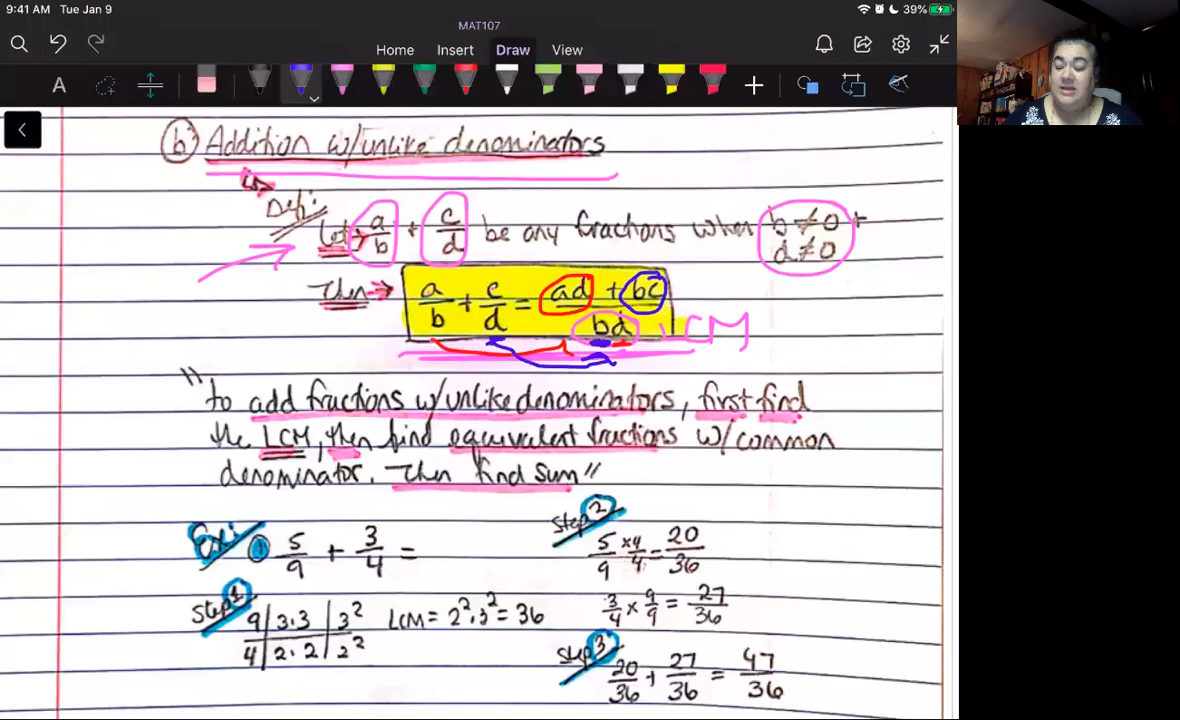 9:41 AM Tue Jan 9
39%
MAT107
Home Insert Draw View
A
b Addition w/unlike denominators
Def:
Let a/b + c/d be any fractions when b ≠ 0 + d ≠ 0
Then → a/b + c/d = ad + bc / bd LCM
"to add fractions w/unlike denominators, first find
the LCM, then find equivalent fractions w/common
denominator. Then find sum"
Ex: 1 5/9 + 3/4 =
Step 1
9 | 3·3 | 3²
4 | 2·2 | 2²
LCM = 2²·3² = 36
Step 2
5/9 × 4/4 = 20/36
3/4 × 9/9 = 27/36
Step 3
20/36 + 27/36 = 47/36